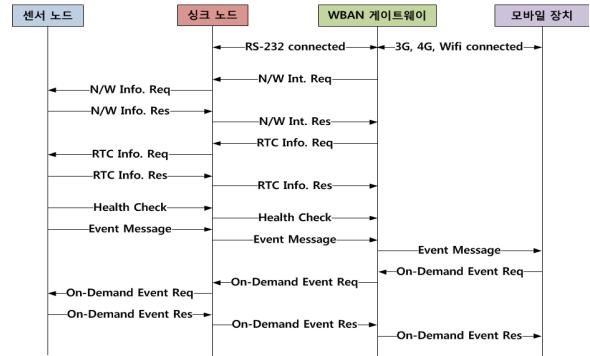 센서 노드
싱크 노드
WBAN 게이트웨이
모바일 장치
RS-232 connected
3G, 4G, Wifi connected
N/W Int. Req
N/W Info. Req
N/W Info. Res
N/W Int. Res
RTC Info. Req
RTC Info. Req
RTC Info. Res
RTC Info. Res
Health Check
Health Check
Event Message
Event Message
Event Message
On-Demand Event Req
On-Demand Event Req
On-Demand Event Req
On-Demand Event Res
On-Demand Event Res
On-Demand Event Res